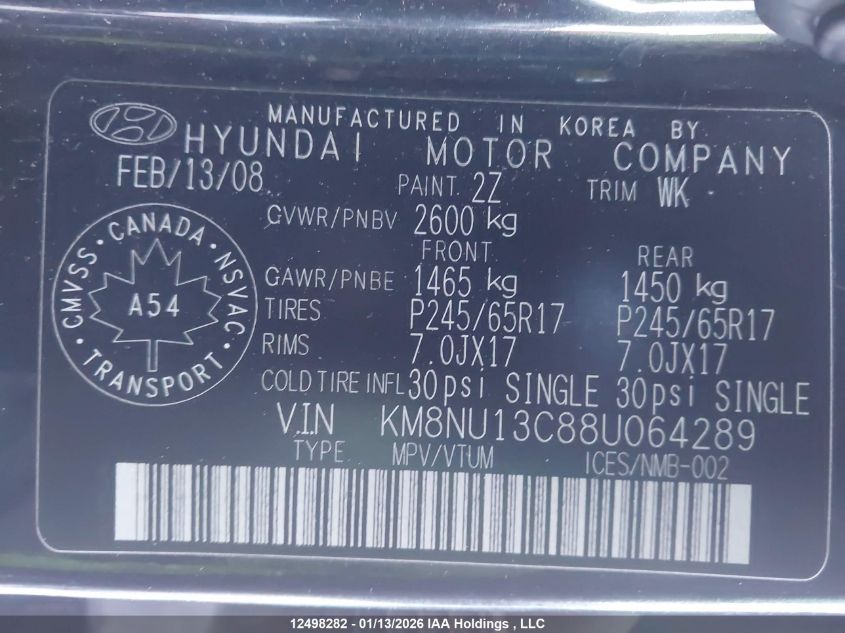 MANUFACTURED IN KOREA BY
HYUNDAI MOTOR COMPANY
FEB/13/08 PAINT 2Z TRIM WK
GVWR/PNBV 2600 kg
FRONT REAR
GAWR/PNBE 1465 kg 1450 kg
TIRES P245/65R17 P245/65R17
RIMS 7.0JX17 7.0JX17
COLD TIRE INFL 30psi SINGLE 30psi SINGLE
V.I.N KM8NU13C88U064289
TYPE MPV/VTUM ICES/NMB-002
CMVSS · CANADA · NSVAC · TRANSPORT ·
A54
12498282 - 01/13/2026 IAA Holdings, LLC